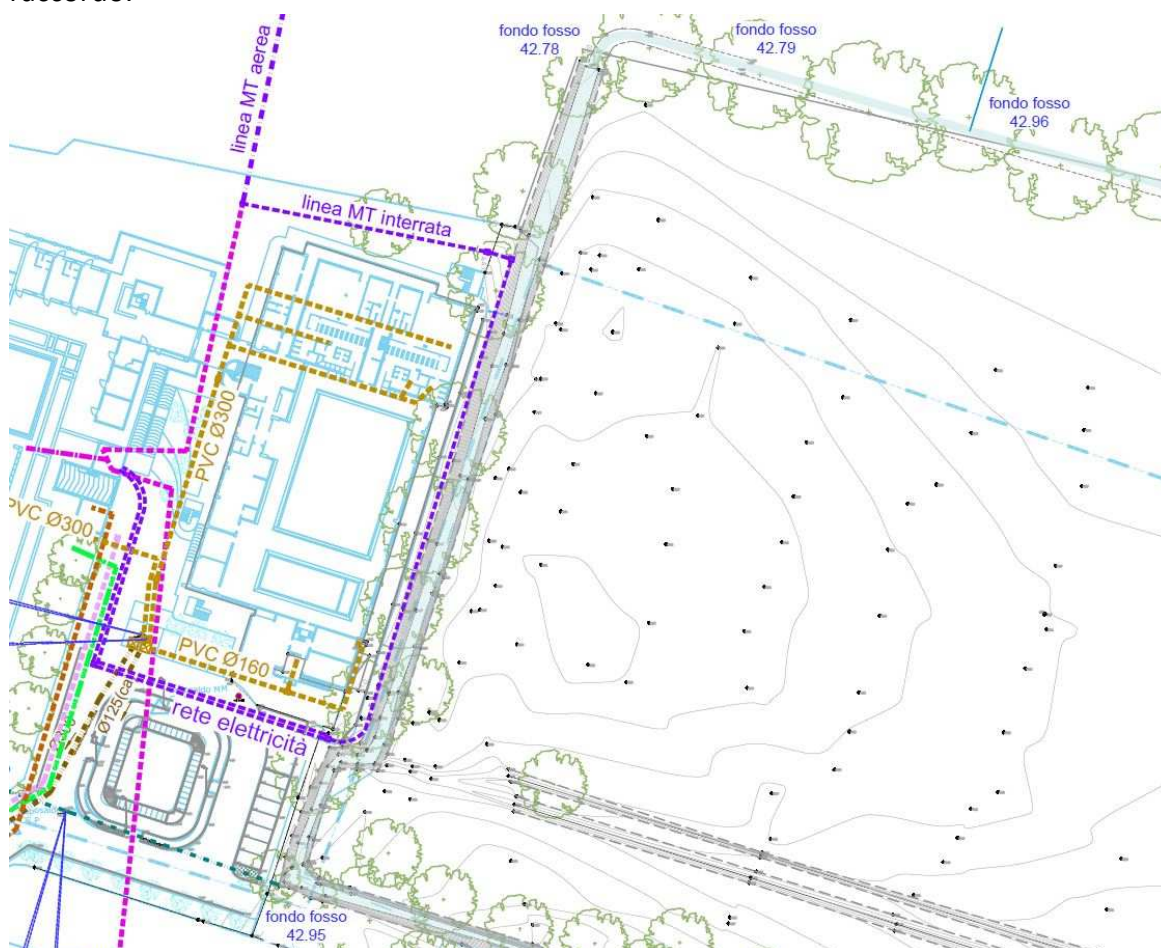 fondo fosso
42.78
fondo fosso
42.79
fondo fosso
42.96
linea MT aerea
linea MT interrata
PVC Ø300
PVC Ø300
PVC Ø160
rete elettricità
fondo fosso
42.95